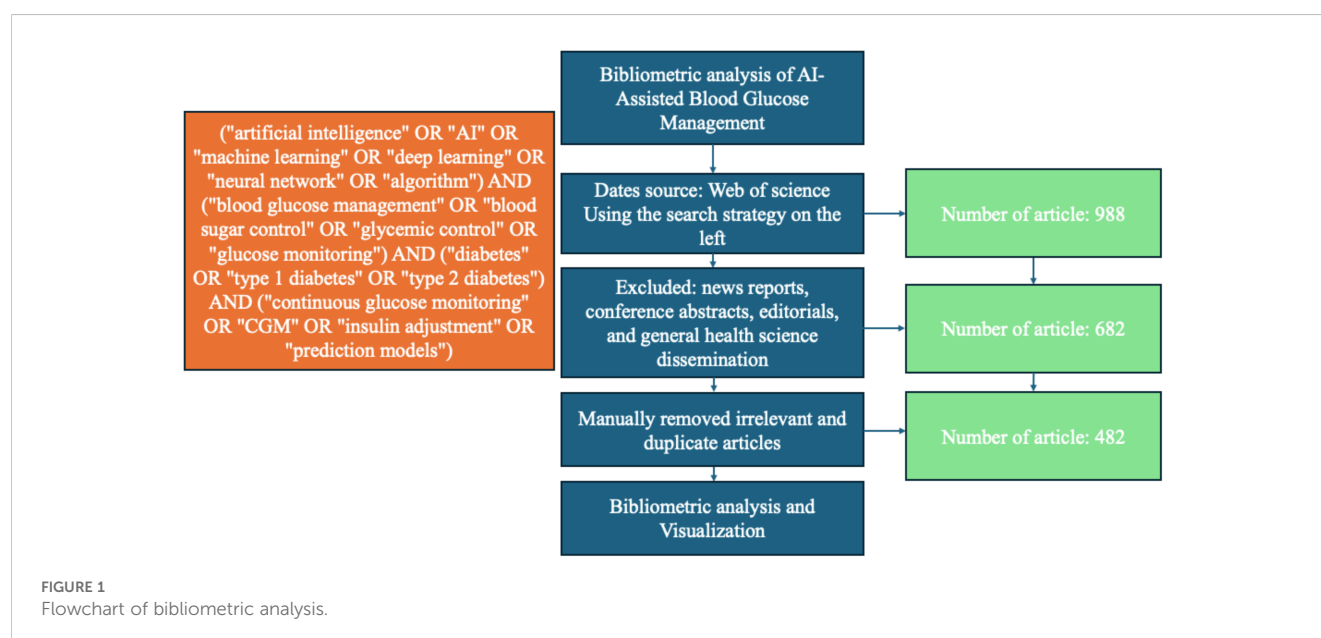 Bibliometric analysis of AI-
Assisted Blood Glucose
Management
("artificial intelligence" OR "AI" OR
"machine learning" OR "deep learning" OR
"neural network" OR "algorithm") AND
("blood glucose management" OR "blood
sugar control" OR "glycemic control" OR
"glucose monitoring") AND ("diabetes"
OR "type 1 diabetes" OR "type 2 diabetes")
AND ("continuous glucose monitoring"
OR "CGM" OR "insulin adjustment" OR
"prediction models")
Dates source: Web of science
Using the search strategy on the
left
Number of article: 988
Excluded: news reports,
conference abstracts, editorials,
and general health science
dissemination
Number of article: 682
Manually removed irrelevant and
duplicate articles
Number of article: 482
Bibliometric analysis and
Visualization
FIGURE 1
Flowchart of bibliometric analysis.